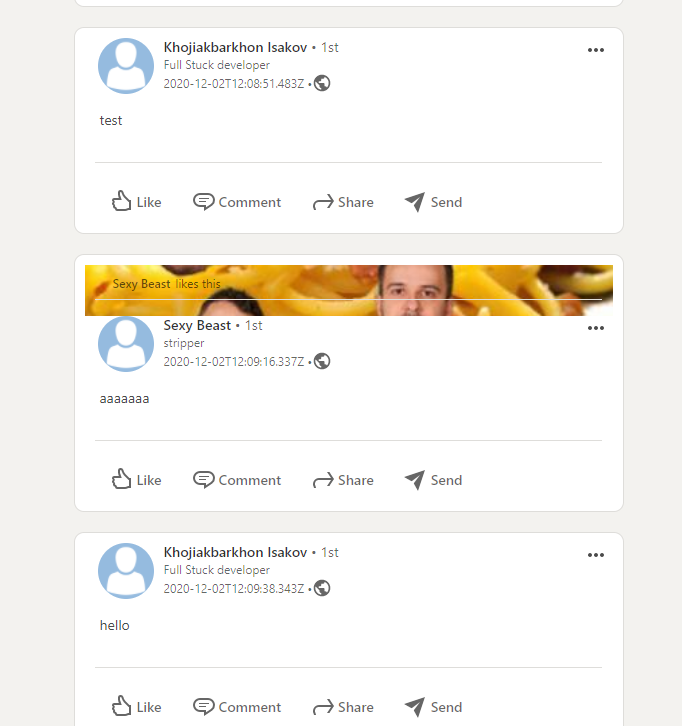 Khojiakbarkhon Isakov • 1st
Full Stuck developer
2020-12-02T12:08:51.483Z •
test
Like Comment Share Send
Sexy Beast likes this
Sexy Beast • 1st
stripper
2020-12-02T12:09:16.337Z •
aaaaaaa
Like Comment Share Send
Khojiakbarkhon Isakov • 1st
Full Stuck developer
2020-12-02T12:09:38.343Z •
hello
Like Comment Share Send